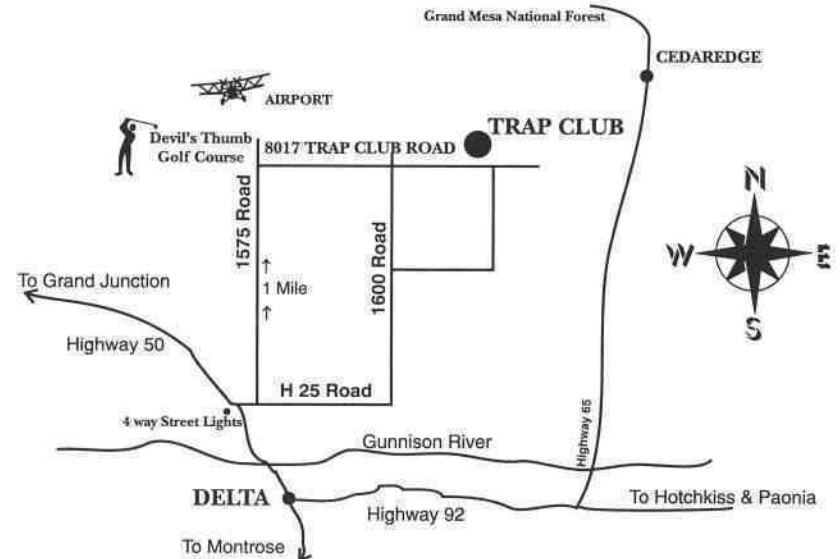 Grand Mesa National Forest
CEDAREDGE
AIRPORT
TRAP CLUB
Devil's Thumb
Golf Course
8017 TRAP CLUB ROAD
1575 Road
1600 Road
N
W
E
S
To Grand Junction
1 Mile
Highway 50
H 25 Road
Highway 65
4 way Street Lights
Gunnison River
DELTA
Highway 92
To Hotchkiss & Paonia
To Montrose